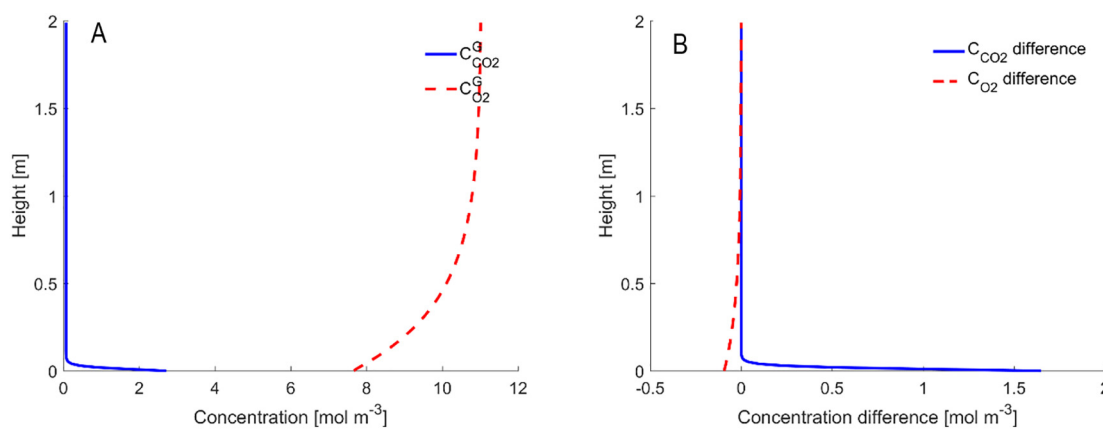 A
2
1.5
1
0.5
0
Height [m]
C^G_CO2
C^G_O2
0 2 4 6 8 10 12
Concentration [mol m^-3]
B
2
1.5
1
0.5
0
Height [m]
C_CO2 difference
C_O2 difference
-0.5 0 0.5 1 1.5 2
Concentration difference [mol m^-3]